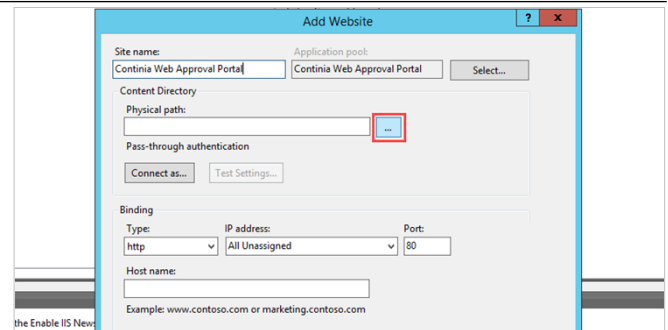 Add Website
? x
Site name:
Application pool:
Continia Web Approval Portal
Continia Web Approval Portal
Select...
Content Directory
Physical path:
...
Pass-through authentication
Connect as...
Test Settings...
Binding
Type:
IP address:
Port:
http
All Unassigned
80
Host name:
Example: www.contoso.com or marketing.contoso.com
the Enable IIS News